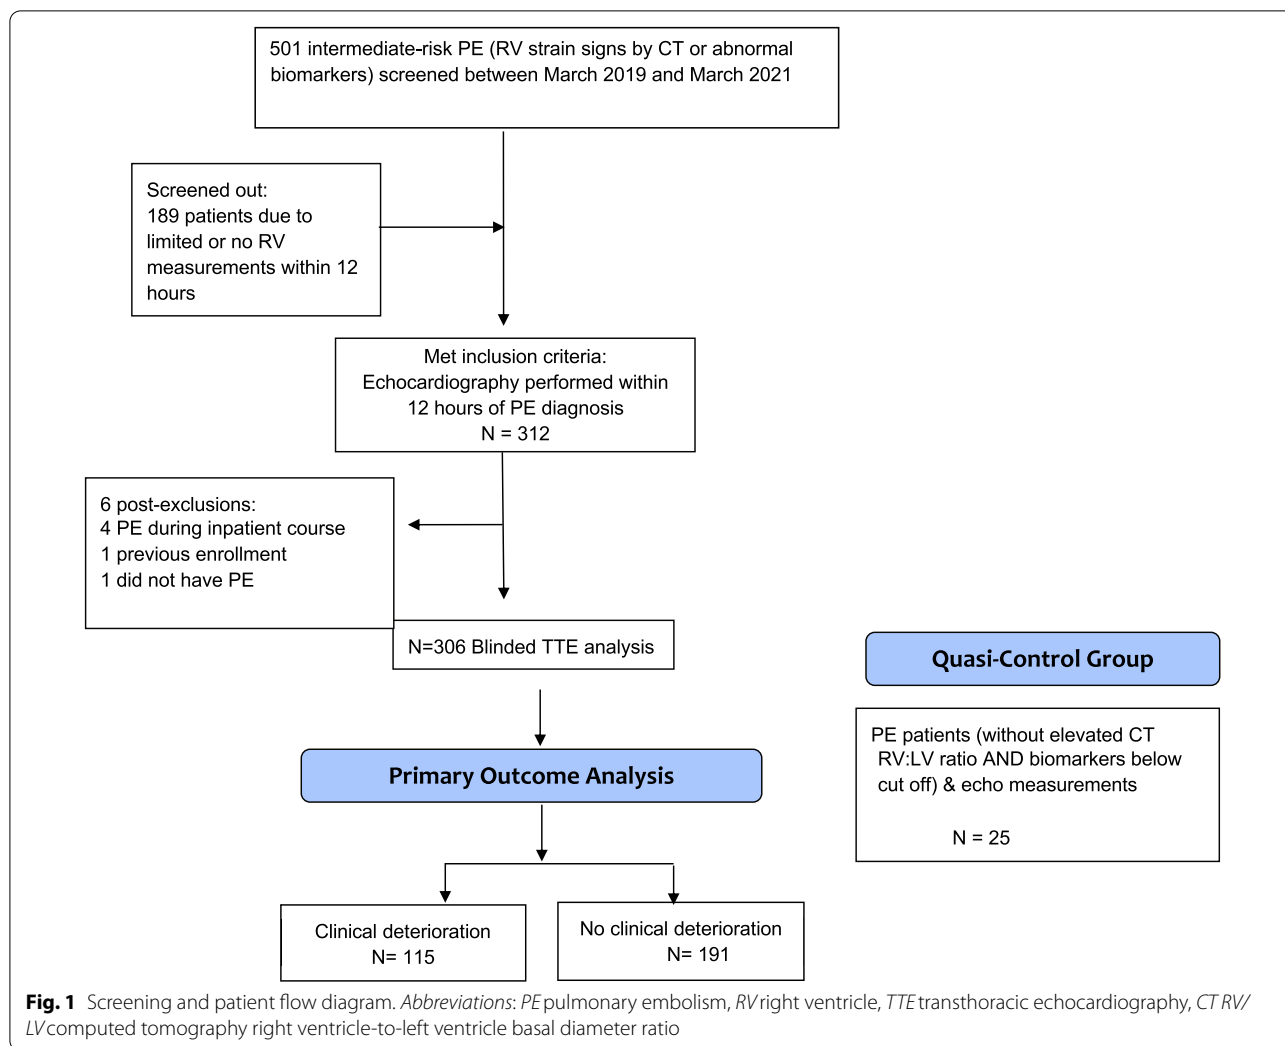 501 intermediate-risk PE (RV strain signs by CT or abnormal
biomarkers) screened between March 2019 and March 2021
Screened out:
189 patients due to
limited or no RV
measurements within 12
hours
Met inclusion criteria:
Echocardiography performed within
12 hours of PE diagnosis
N = 312
6 post-exclusions:
4 PE during inpatient course
1 previous enrollment
1 did not have PE
N=306 Blinded TTE analysis
Quasi-Control Group
PE patients (without elevated CT
RV:LV ratio AND biomarkers below
cut off) & echo measurements
N = 25
Primary Outcome Analysis
Clinical deterioration
N= 115
No clinical deterioration
N= 191
Fig. 1 Screening and patient flow diagram. Abbreviations: PE pulmonary embolism, RV right ventricle, TTE transthoracic echocardiography, CT RV/
LV computed tomography right ventricle-to-left ventricle basal diameter ratio